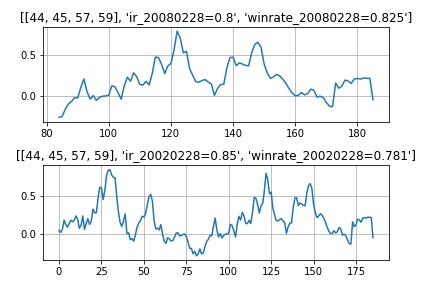 [[44, 45, 57, 59], 'ir_20080228=0.8', 'winrate_20080228=0.825']
0.5
0.0
80 100 120 140 160 180
[[44, 45, 57, 59], 'ir_20020228=0.85', 'winrate_20020228=0.781']
0.5
0.0
0 25 50 75 100 125 150 175